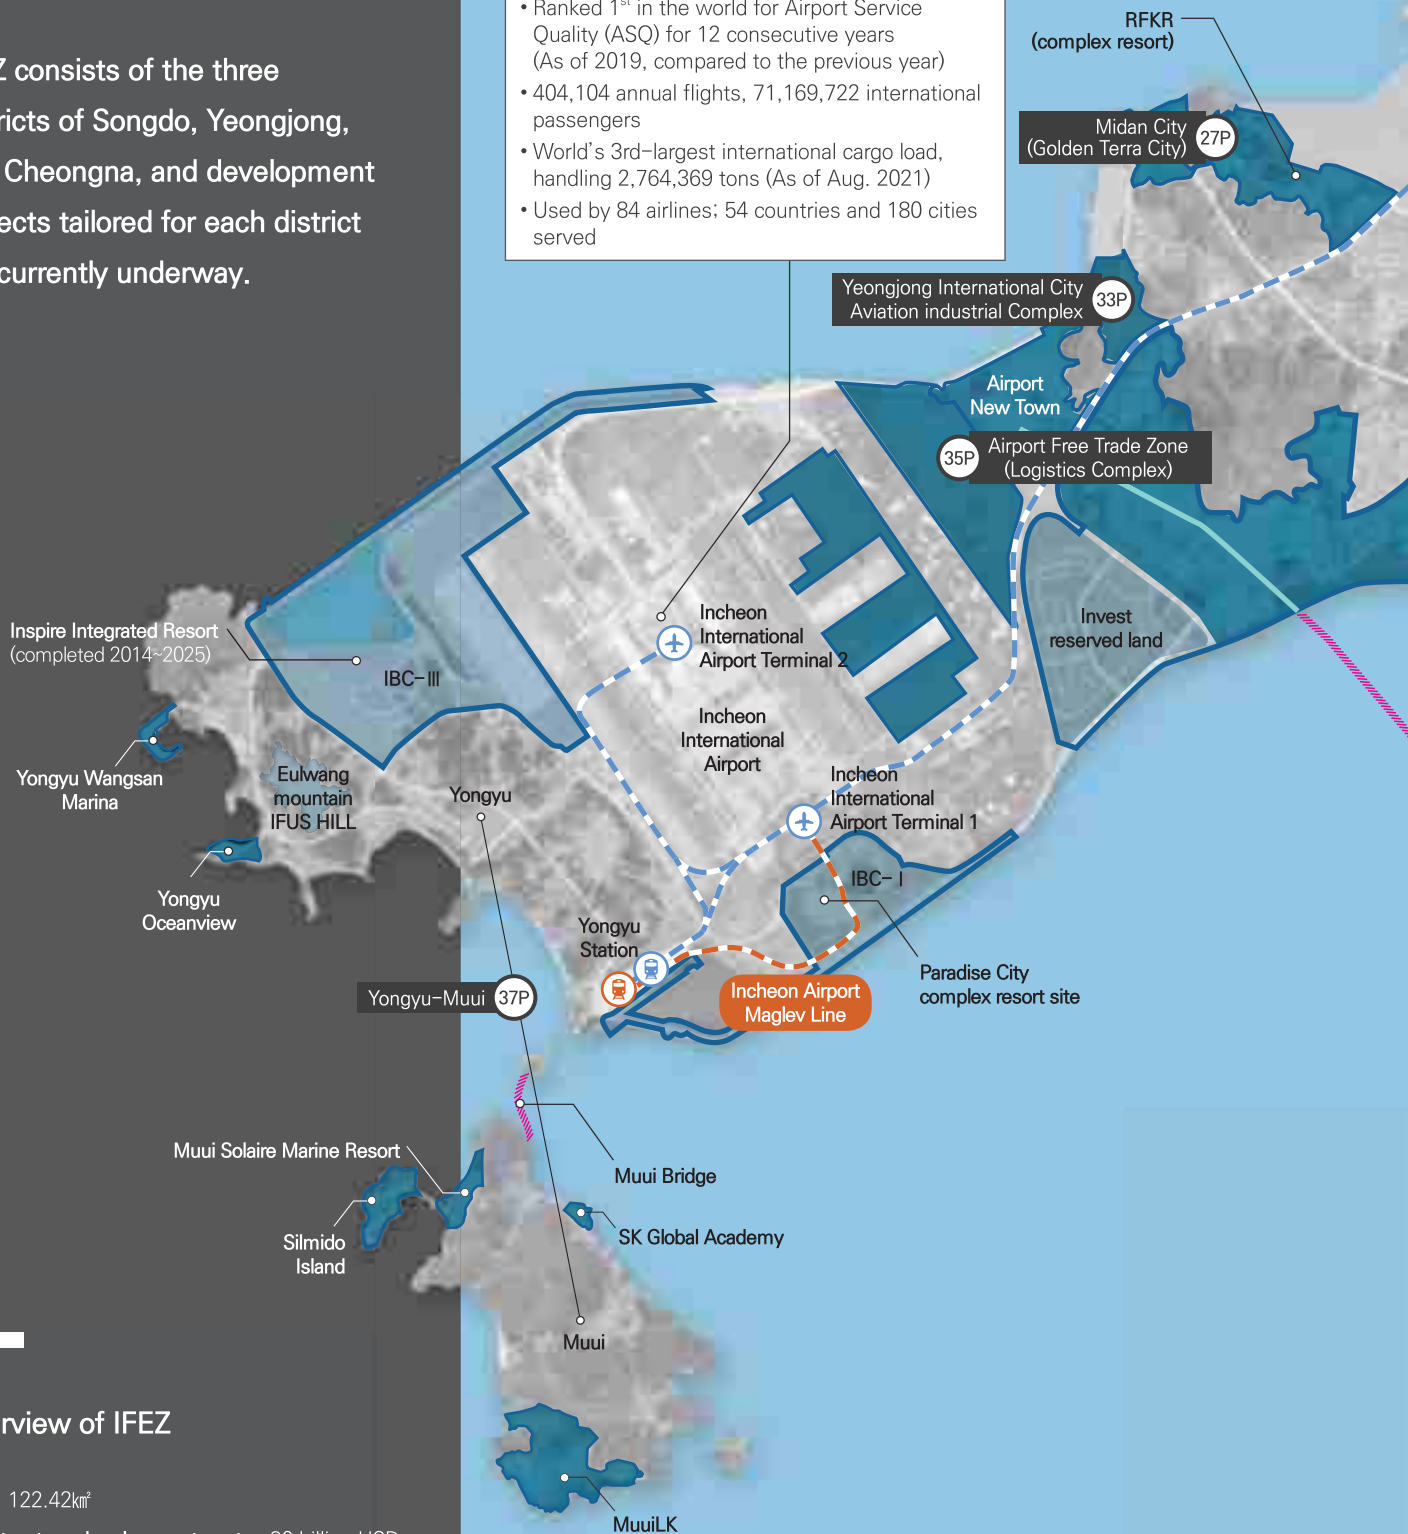 Z consists of the three
ricts of Songdo, Yeongjong,
Cheongna, and development
ects tailored for each district
currently underway.
• Ranked 1st in the world for Airport Service
Quality (ASQ) for 12 consecutive years
(As of 2019, compared to the previous year)
• 404,104 annual flights, 71,169,722 international
passengers
• World's 3rd-largest international cargo load,
handling 2,764,369 tons (As of Aug. 2021)
• Used by 84 airlines; 54 countries and 180 cities
served
RFKR
(complex resort)
Midan City
(Golden Terra City)
27P
Yeongjong International City
Aviation industrial Complex
33P
Airport
New Town
35P
Airport Free Trade Zone
(Logistics Complex)
Invest
reserved land
Incheon
International
Airport Terminal 2
Inspire Integrated Resort
(completed 2014~2025)
IBC-III
Incheon
International
Airport
Yongyu Wangsan
Marina
Eulwang
mountain
IFUS HILL
Yongyu
Incheon
International
Airport Terminal 1
IBC-I
Yongyu
Oceanview
Yongyu
Station
Paradise City
complex resort site
Incheon Airport
Maglev Line
Yongyu-Muui
37P
Muui Solaire Marine Resort
Muui Bridge
Silmido
Island
SK Global Academy
Muui
rview of IFEZ
122.42㎢
MuuiLK